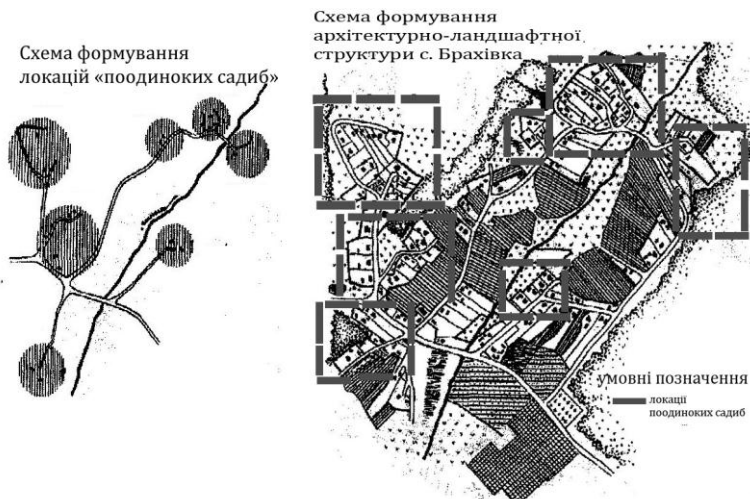 Схема формування
локацій «поодиноких садиб»
Схема формування
архітектурно-ландшафтної
структури с. Брахівка
умовні позначення
локації
поодиноких садиб